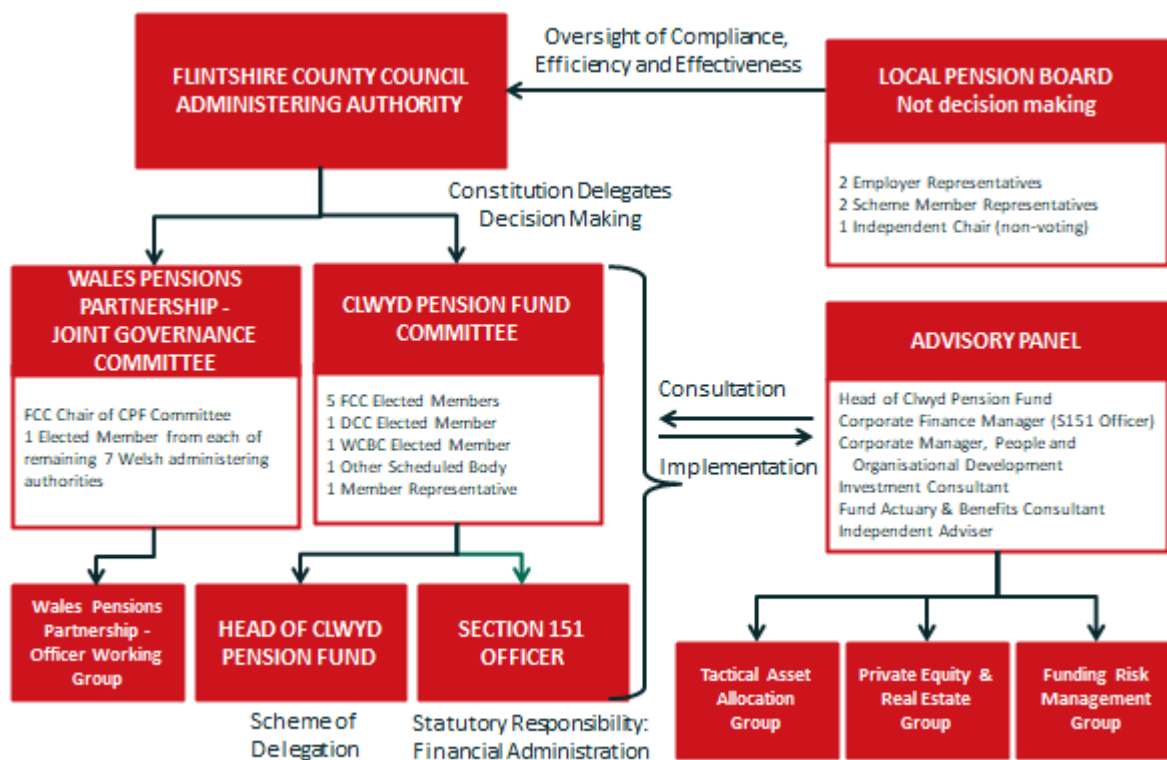 Oversight of Compliance,
Efficiency and Effectiveness
FLINTSHIRE COUNTY COUNCIL
ADMINISTERING AUTHORITY
LOCAL PENSION BOARD
Not decision making
2 Employer Representatives
2 Scheme Member Representatives
1 Independent Chair (non-voting)
Constitution Delegates
Decision Making
WALES PENSIONS
PARTNERSHIP -
JOINT GOVERNANCE
COMMITTEE
FCC Chair of CPF Committee
1 Elected Member from each of
remaining 7 Welsh administering
authorities
CLWYD PENSION FUND
COMMITTEE
5 FCC Elected Members
1 DCC Elected Member
1 WCBC Elected Member
1 Other Scheduled Body
1 Member Representative
Consultation
Implementation
ADVISORY PANEL
Head of Clwyd Pension Fund
Corporate Finance Manager (S151 Officer)
Corporate Manager, People and
Organisational Development
Investment Consultant
Fund Actuary & Benefits Consultant
Independent Adviser
Wales Pensions
Partnership -
Officer Working
Group
HEAD OF CLWYD
PENSION FUND
SECTION 151
OFFICER
Scheme of
Delegation
Statutory Responsibility:
Financial Administration
Tactical Asset
Allocation
Group
Private Equity &
Real Estate
Group
Funding Risk
Management
Group